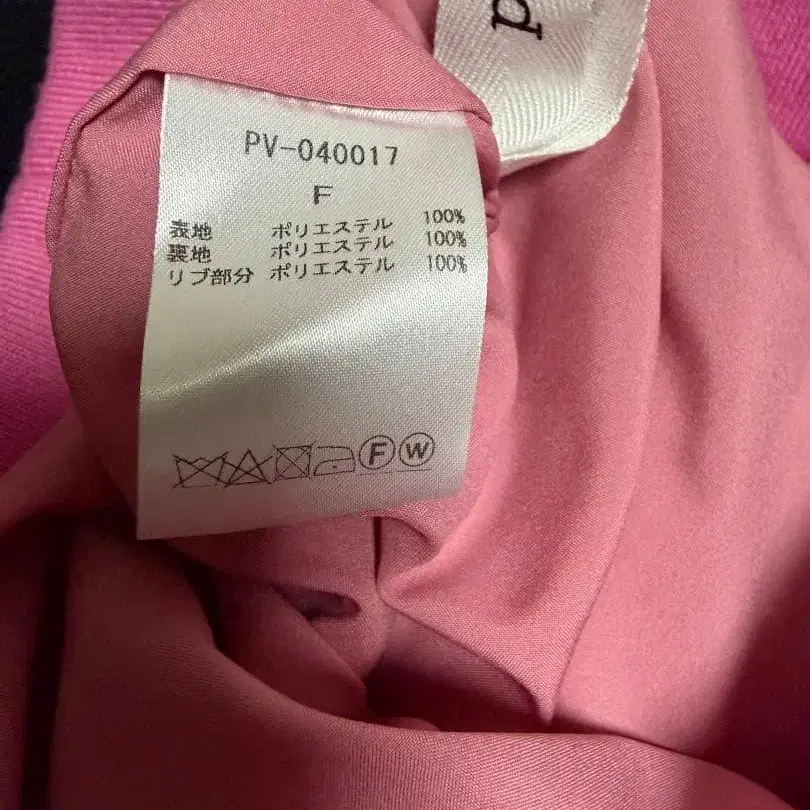 d
PV-040017
F
表地 ポリエステル 100%
裏地 ポリエステル 100%
リブ部分 ポリエステル 100%
F W